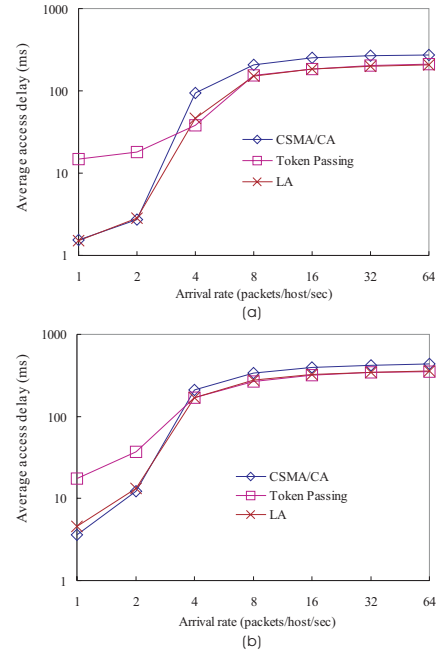 1000
100
10
1
Average access delay (ms)
CSMA/CA
Token Passing
LA
1 2 4 8 16 32 64
Arrival rate (packets/host/sec)
(a)
1000
100
10
1
Average access delay (ms)
CSMA/CA
Token Passing
LA
1 2 4 8 16 32 64
Arrival rate (packets/host/sec)
(b)